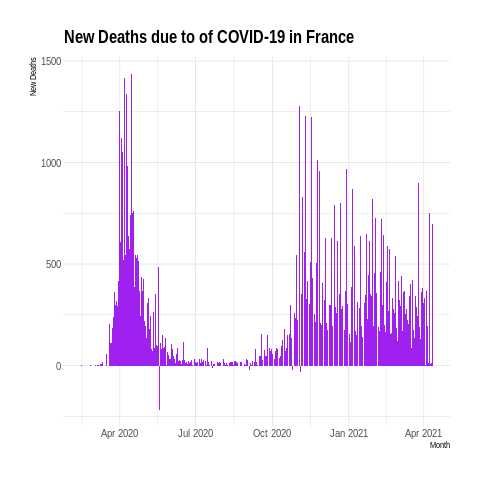 New Deaths due to of COVID-19 in France
New Deaths
1500
1000
500
0
Apr 2020 Jul 2020 Oct 2020 Jan 2021 Apr 2021
Month